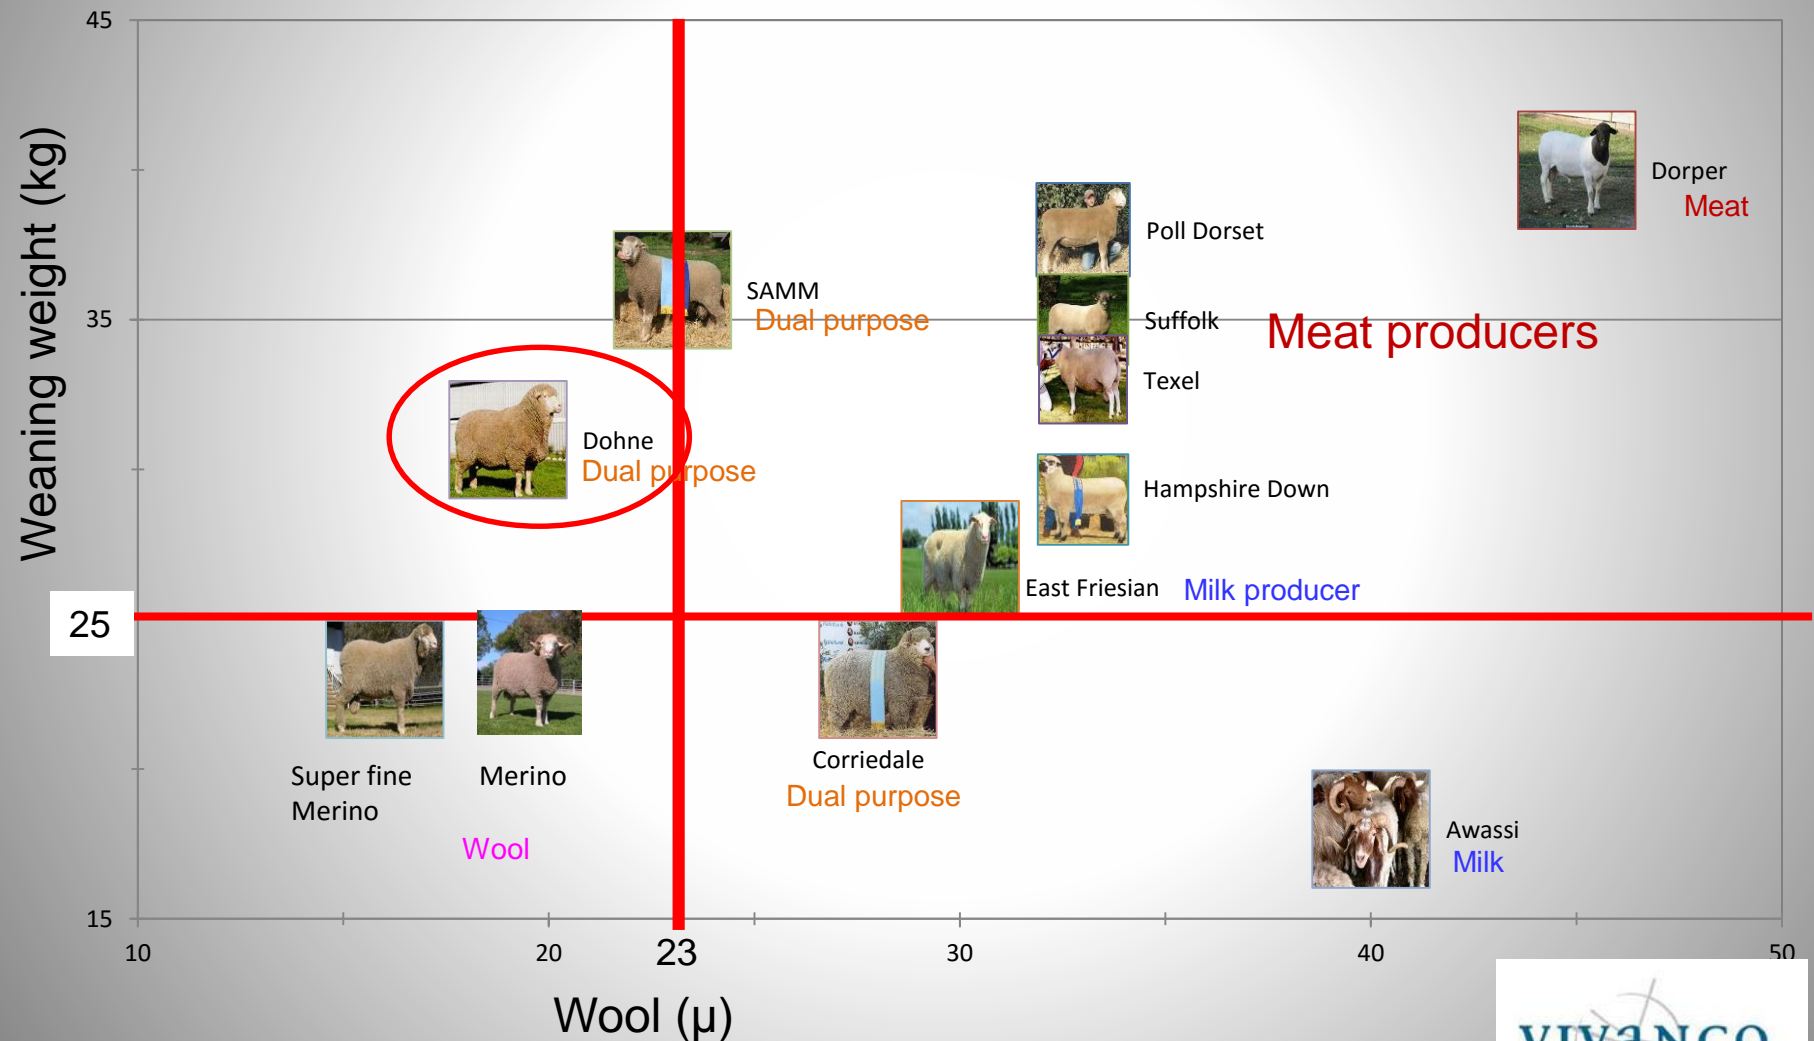 45
Dorper
Meat
Poll Dorset
SAMM
Dual purpose
35
Suffolk
Meat producers
Texel
Weaning weight (kg)
Dohne
Dual purpose
Hampshire Down
East Friesian
Milk producer
25
Super fine
Merino
Merino
Wool
Corriedale
Dual purpose
Awassi
Milk
15
10
20
23
30
40
50
Wool (µ)
VIVANCO